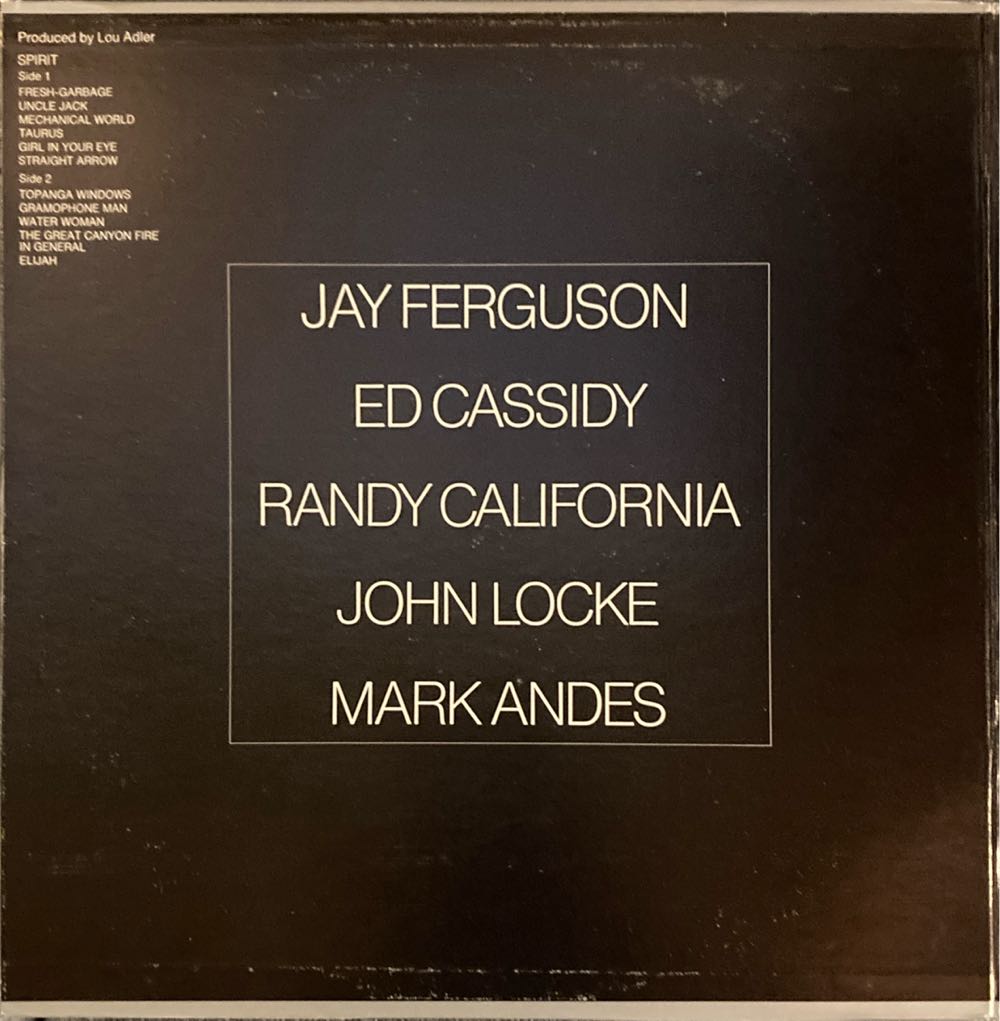 Produced by Lou Adler
SPIRIT
Side 1
FRESH-GARBAGE
UNCLE JACK
MECHANICAL WORLD
TAURUS
GIRL IN YOUR EYE
STRAIGHT ARROW
Side 2
TOPANGA WINDOWS
GRAMOPHONE MAN
WATER WOMAN
THE GREAT CANYON FIRE
IN GENERAL
ELIJAH
JAY FERGUSON
ED CASSIDY
RANDY CALIFORNIA
JOHN LOCKE
MARK ANDES